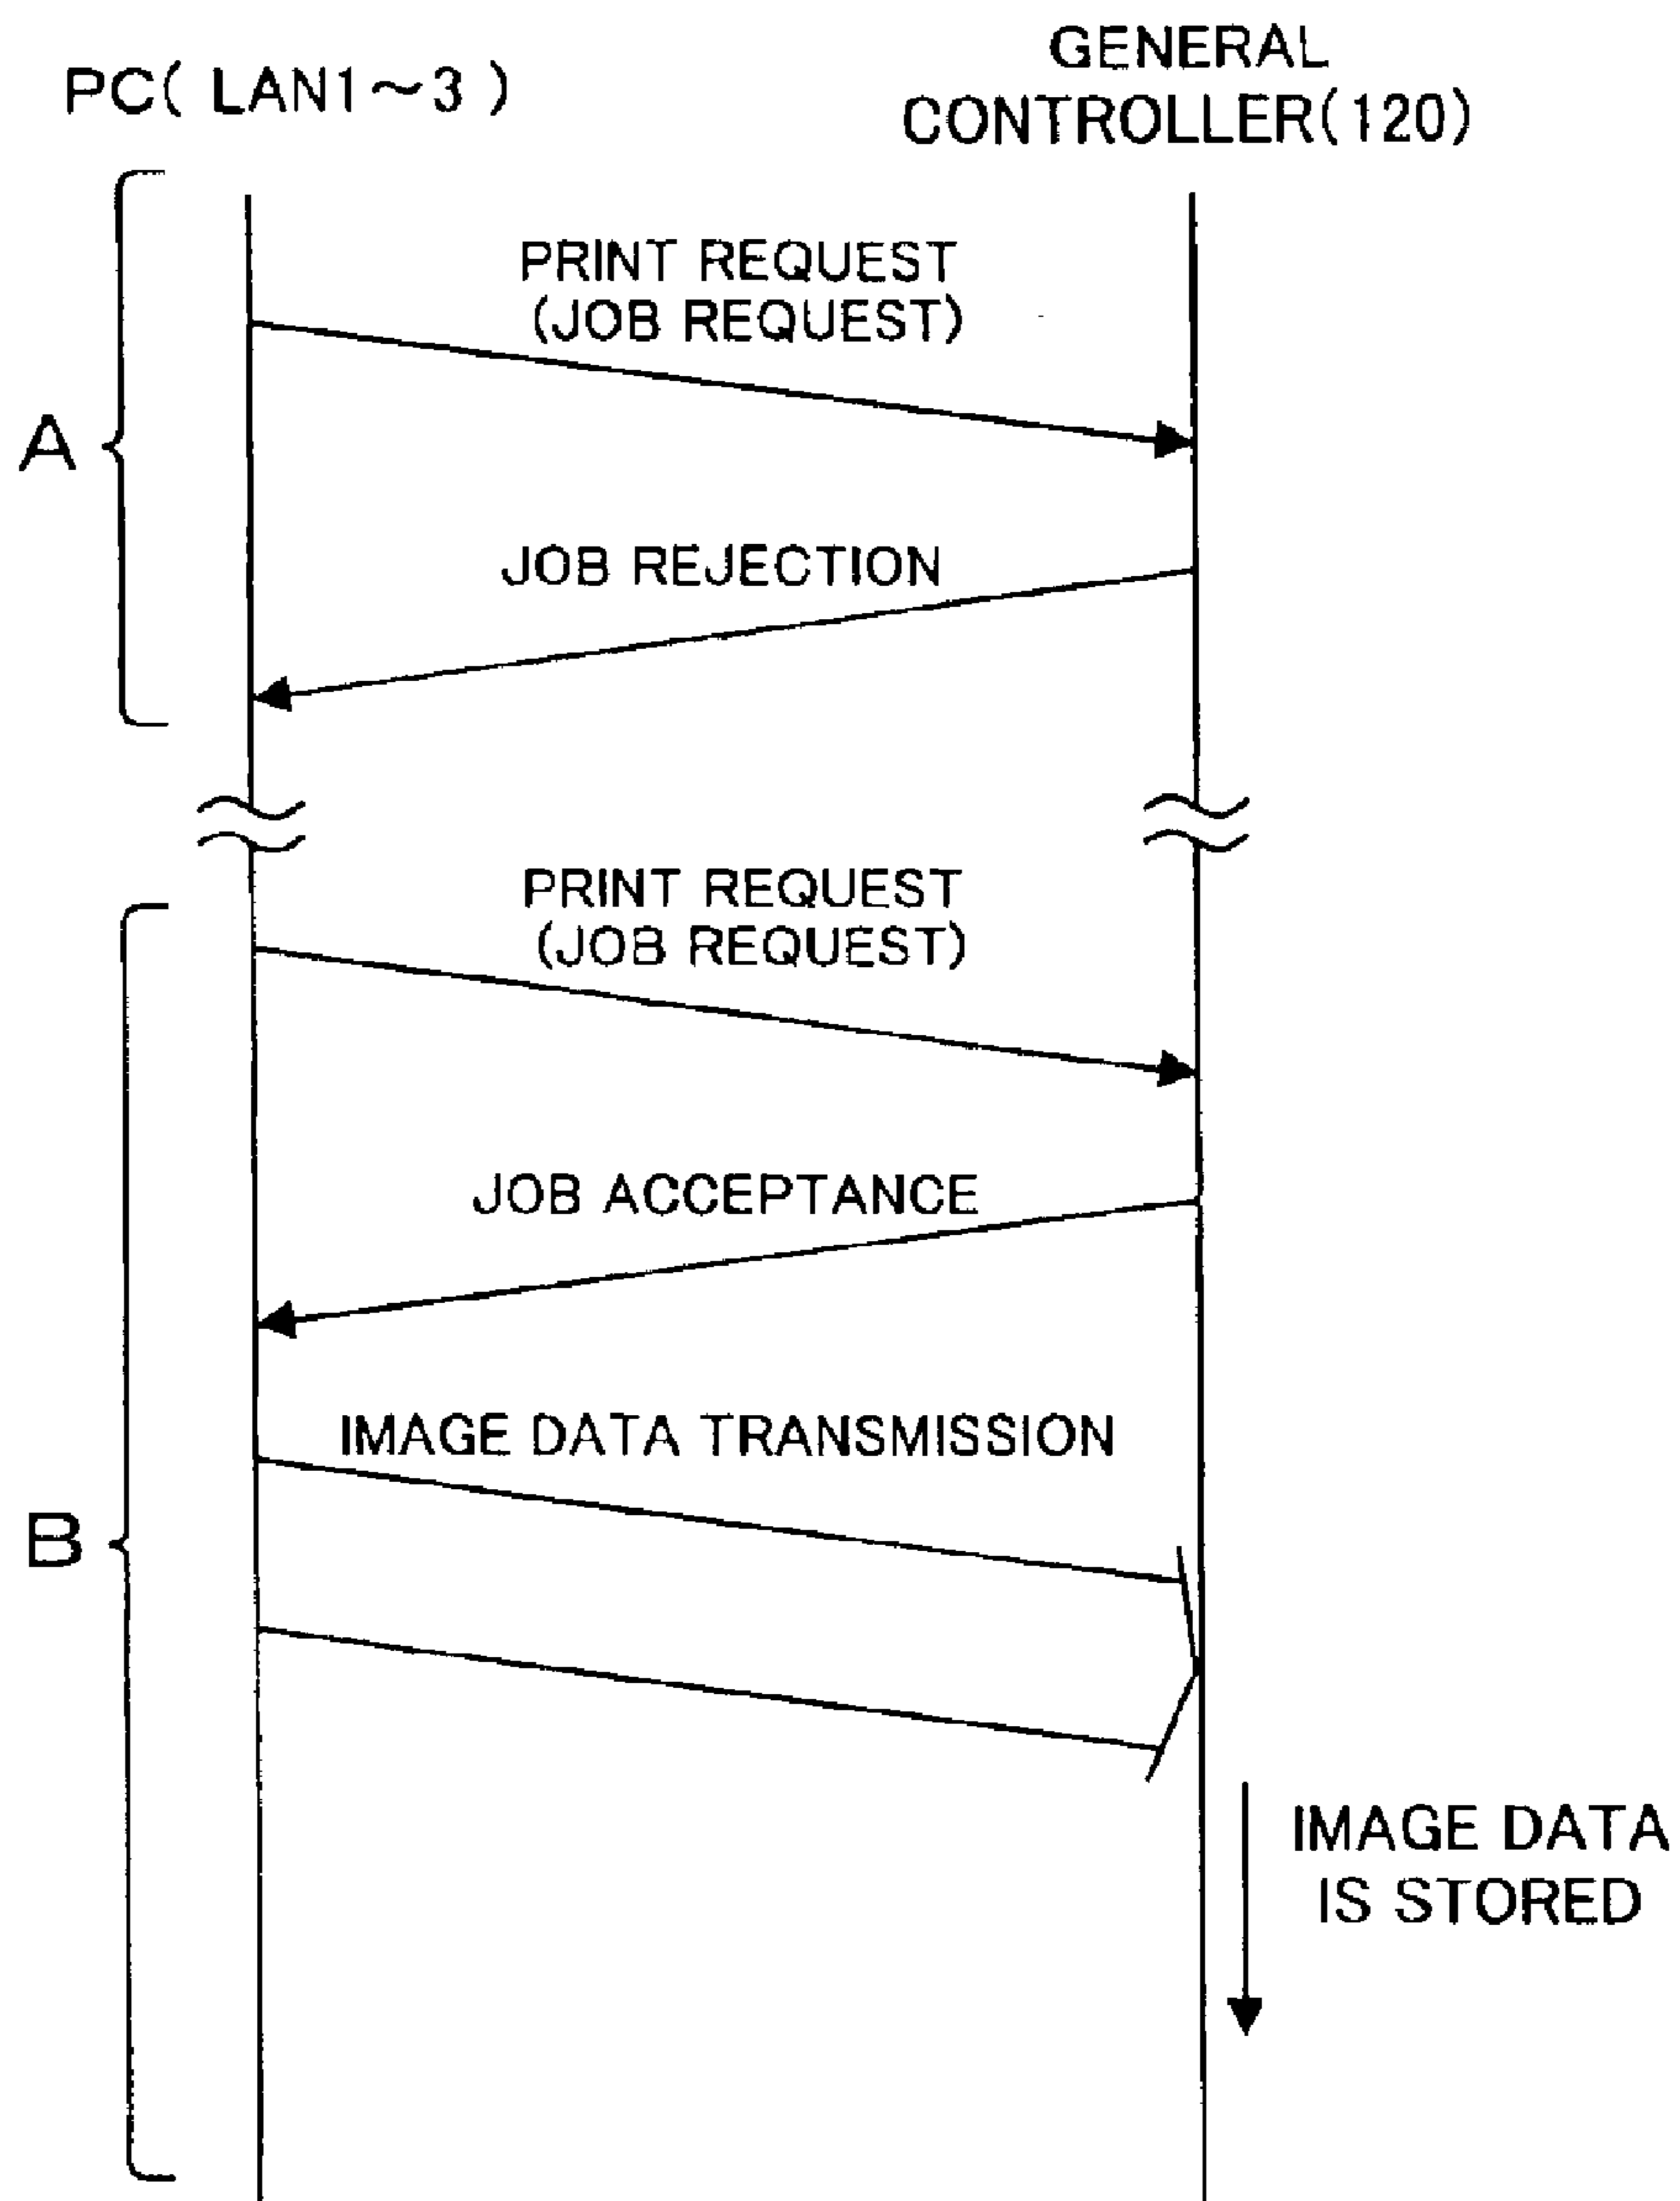 PC( LAN1～3 )
GENERAL
CONTROLLER(120)
A
PRINT REQUEST
(JOB REQUEST)
JOB REJECTION
PRINT REQUEST
(JOB REQUEST)
JOB ACCEPTANCE
IMAGE DATA TRANSMISSION
B
IMAGE DATA
IS STORED